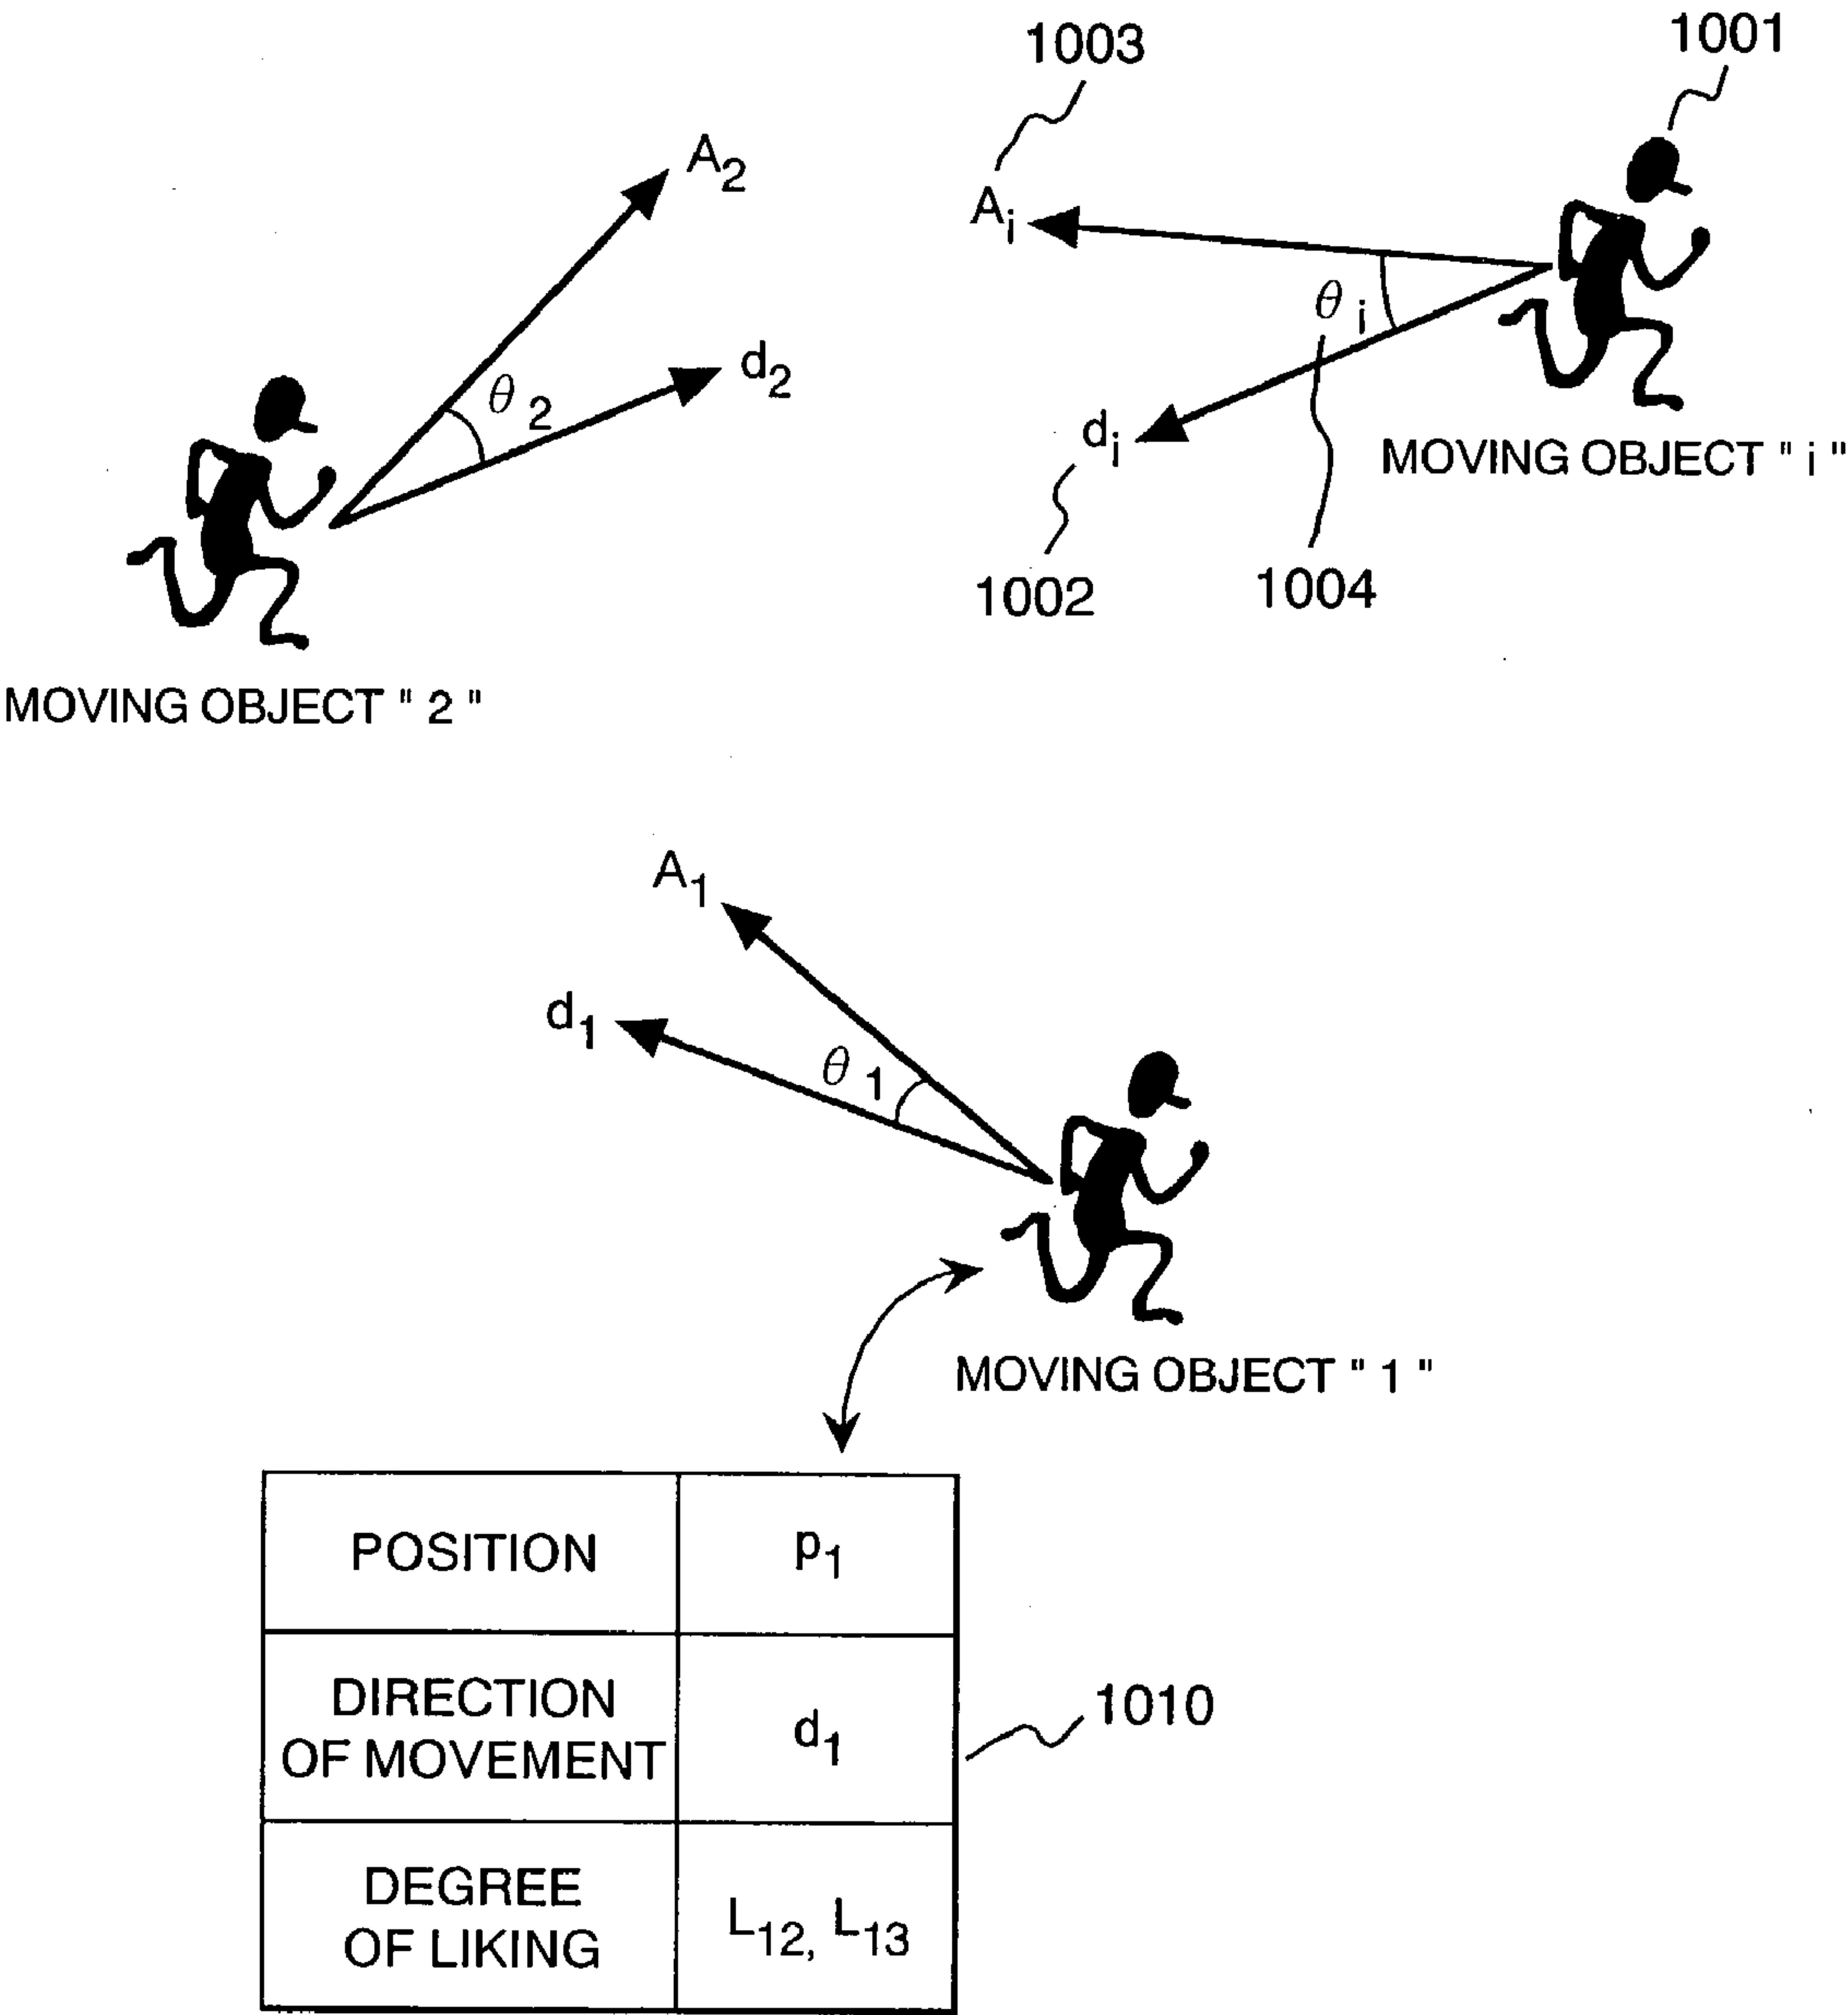 1003
1001
A2
Ai
θi
d2
θ2
di
MOVING OBJECT " i "
1002
1004
MOVING OBJECT " 2 "
A1
d1
θ1
MOVING OBJECT " 1 "
POSITION
p1
DIRECTION
OF MOVEMENT
d1
1010
DEGREE
OF LIKING
L12, L13